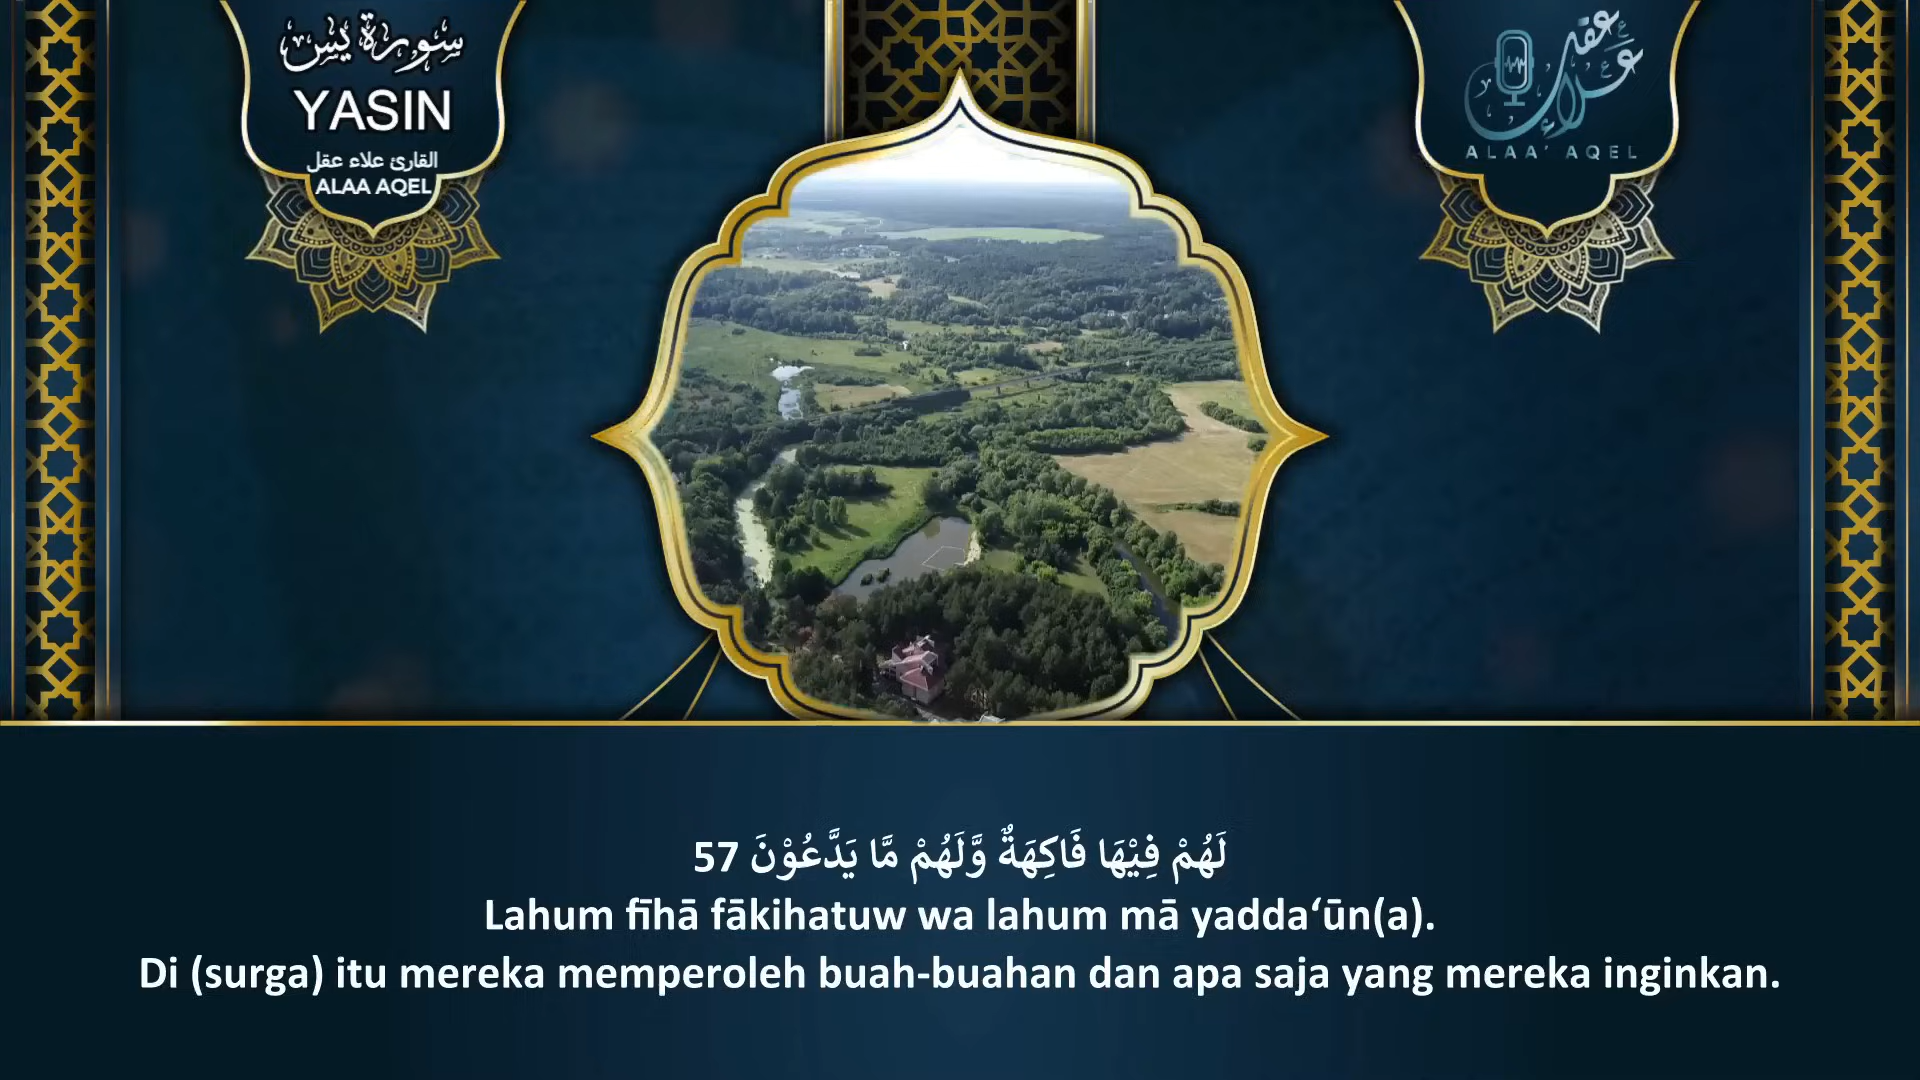 سورة يس
YASIN
القارئ علاء عقل
ALAA AQEL
علاء عقل
ALAA' AQEL
لَهُمْ فِيْهَا فَاكِهَةٌ وَّلَهُمْ مَّا يَدَّعُوْنَ 57
Lahum fīhā fākihatuw wa lahum mā yadda‘ūn(a).
Di (surga) itu mereka memperoleh buah-buahan dan apa saja yang mereka inginkan.